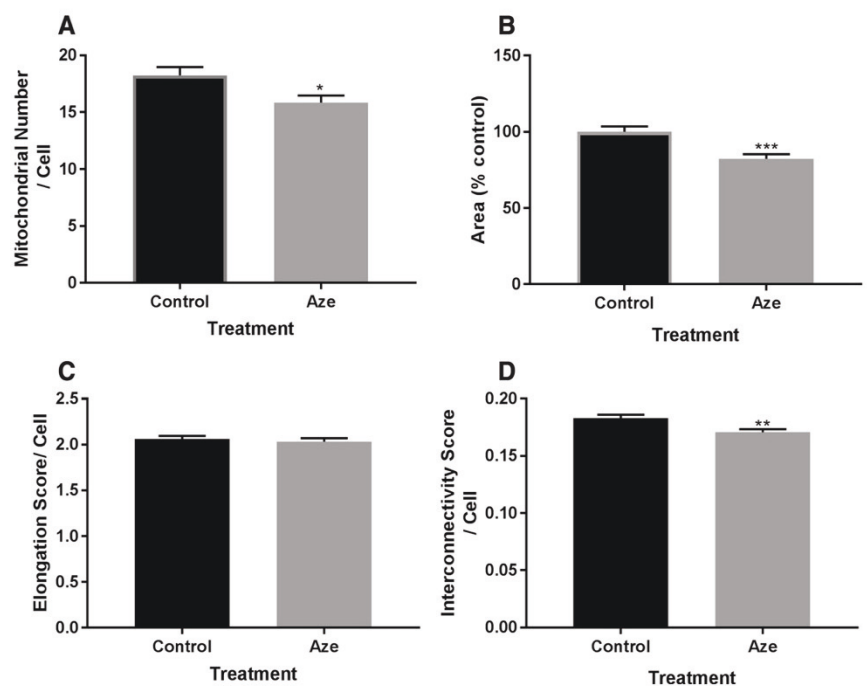 A
Mitochondrial Number
/ Cell
20
15
10
5
0
*
Control
Aze
Treatment
B
Area (% control)
150
100
50
0
***
Control
Aze
Treatment
C
Elongation Score/ Cell
2.5
2.0
1.5
1.0
0.5
0.0
Control
Aze
Treatment
D
Interconnectivity Score
/ Cell
0.20
0.15
0.10
0.05
0.00
**
Control
Aze
Treatment